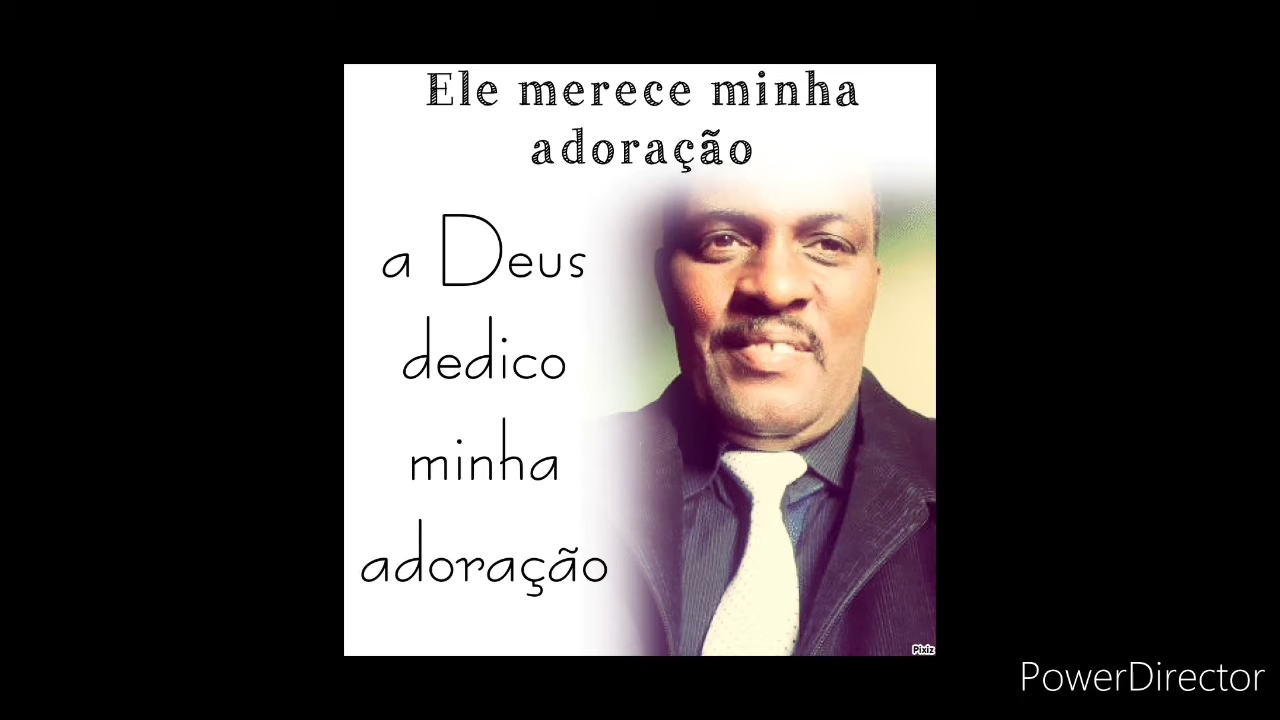 Ele merece minha
adoração
a Deus
dedico
minha
adoração
Pixiz
PowerDirector